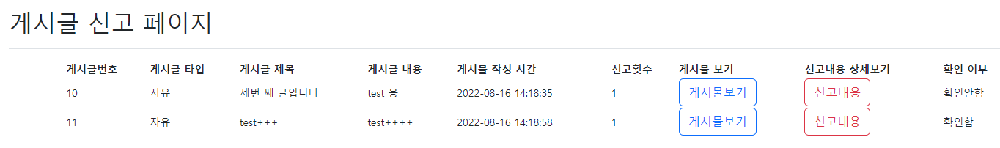 게시글 신고 페이지
게시글번호 게시글 타입 게시글 제목 게시글 내용 게시물 작성 시간 신고횟수 게시물 보기 신고내용 상세보기 확인 여부
10 자유 세번 째 글입니다 test 용 2022-08-16 14:18:35 1 게시물보기 신고내용 확인안함
11 자유 test+++ test++++ 2022-08-16 14:18:58 1 게시물보기 신고내용 확인함